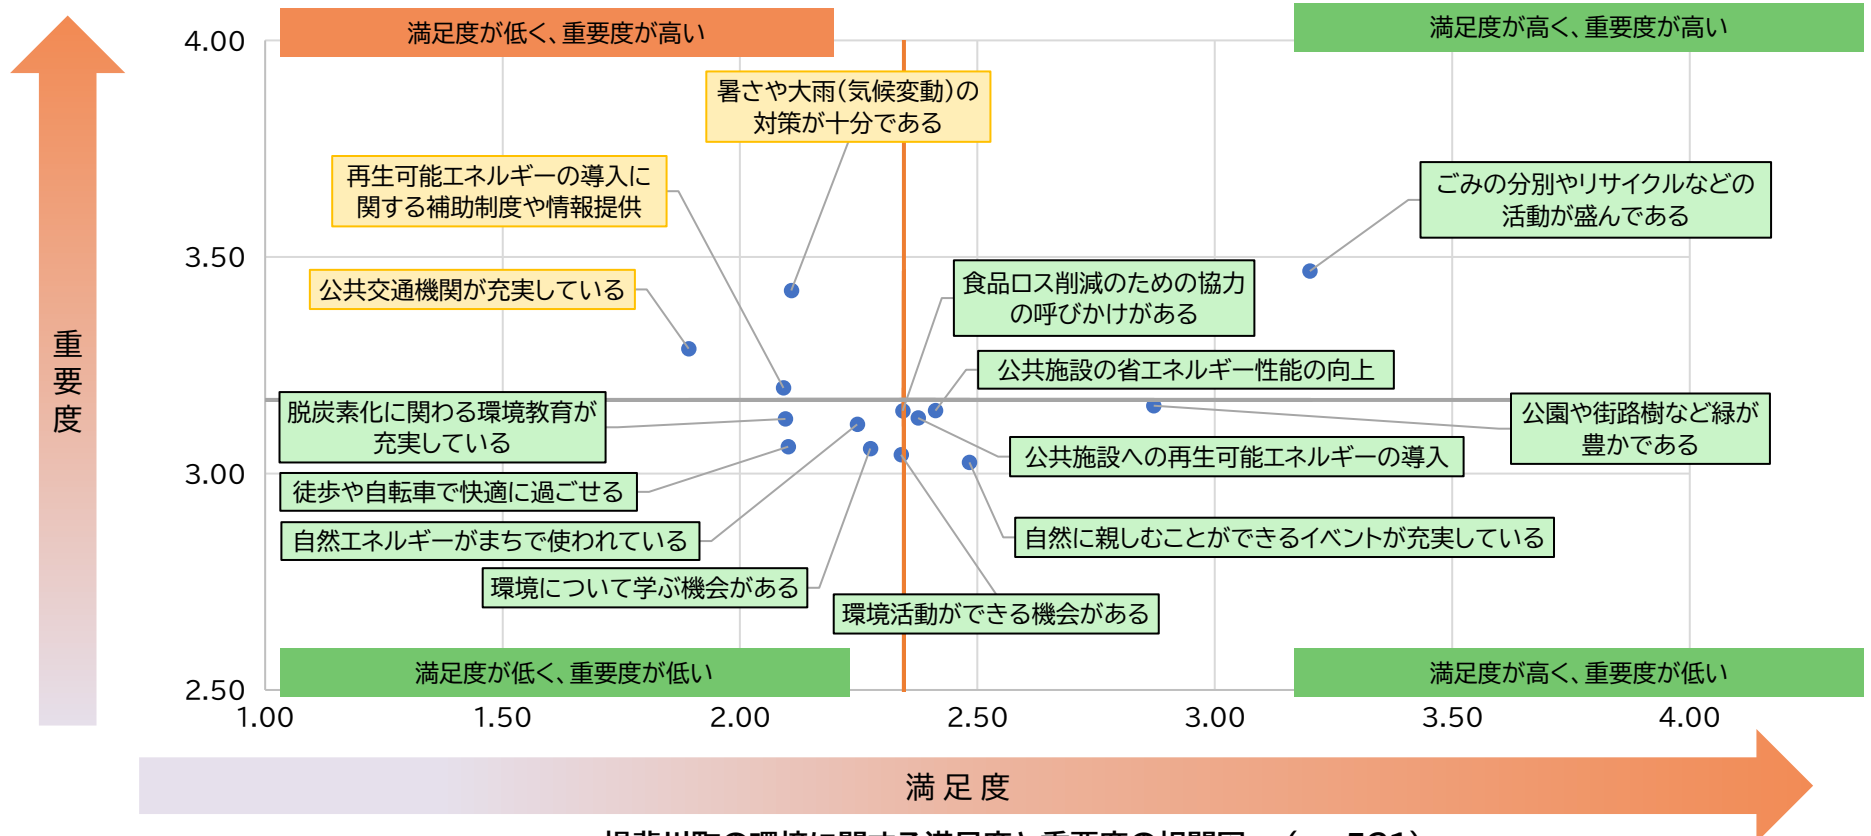 満足度が低く、重要度が高い
満足度が高く、重要度が高い
4.00
暑さや大雨(気候変動)の
対策が十分である
再生可能エネルギーの導入に
関する補助制度や情報提供
ごみの分別やリサイクルなどの
活動が盛んである
3.50
公共交通機関が充実している
食品ロス削減のための協力
の呼びかけがある
重要度
公共施設の省エネルギー性能の向上
脱炭素化に関わる環境教育が
充実している
公園や街路樹など緑が
豊かである
公共施設への再生可能エネルギーの導入
3.00
徒歩や自転車で快適に過ごせる
自然エネルギーがまちで使われている
自然に親しむことができるイベントが充実している
環境について学ぶ機会がある
環境活動ができる機会がある
満足度が低く、重要度が低い
満足度が高く、重要度が低い
2.50
1.00
1.50
2.00
2.50
3.00
3.50
4.00
満足度